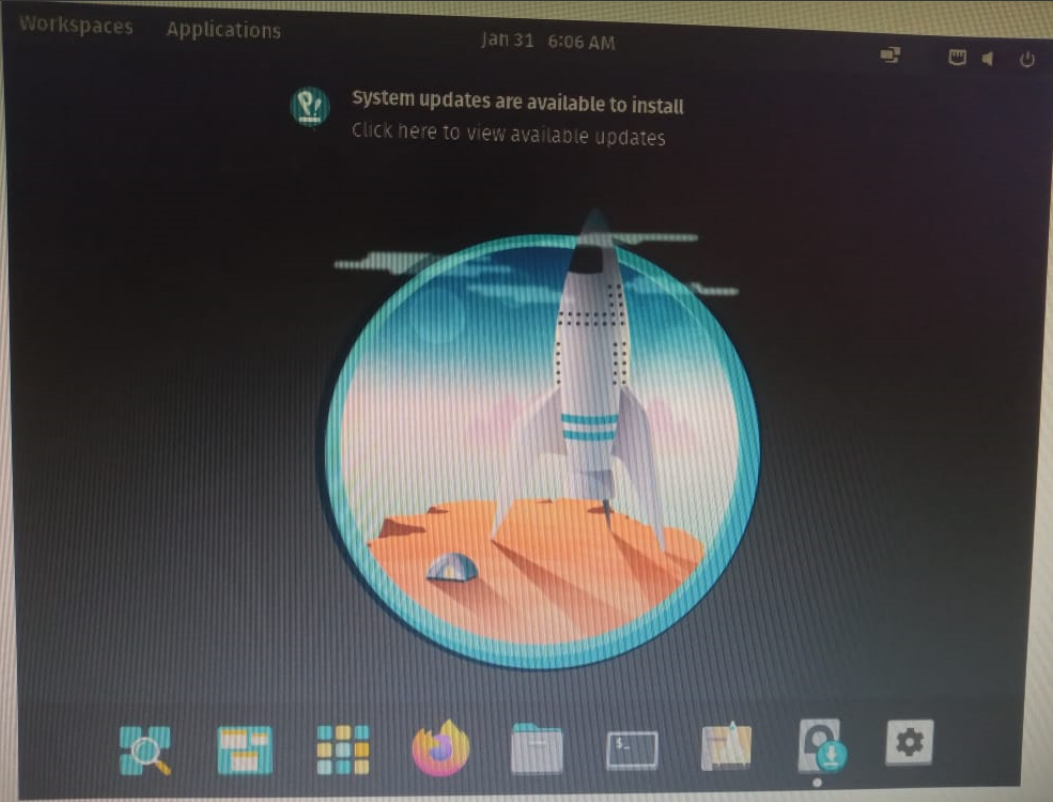 Workspaces Applications Jan 31 6:06 AM
System updates are available to install
Click here to view available updates
$_